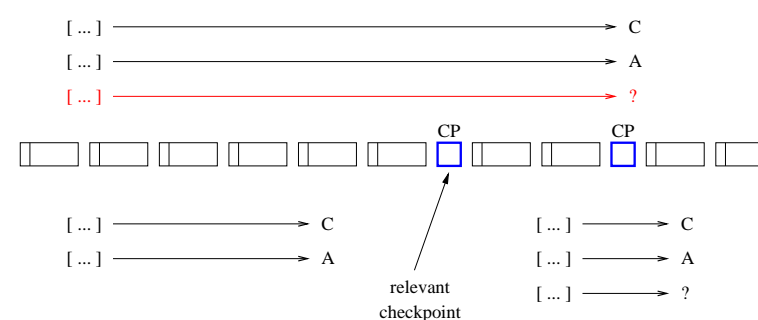 [ ... ] C
[ ... ] A
[ ... ] ?
CP CP
[ ... ] C [ ... ] C
[ ... ] A [ ... ] A
relevant [ ... ] ?
checkpoint